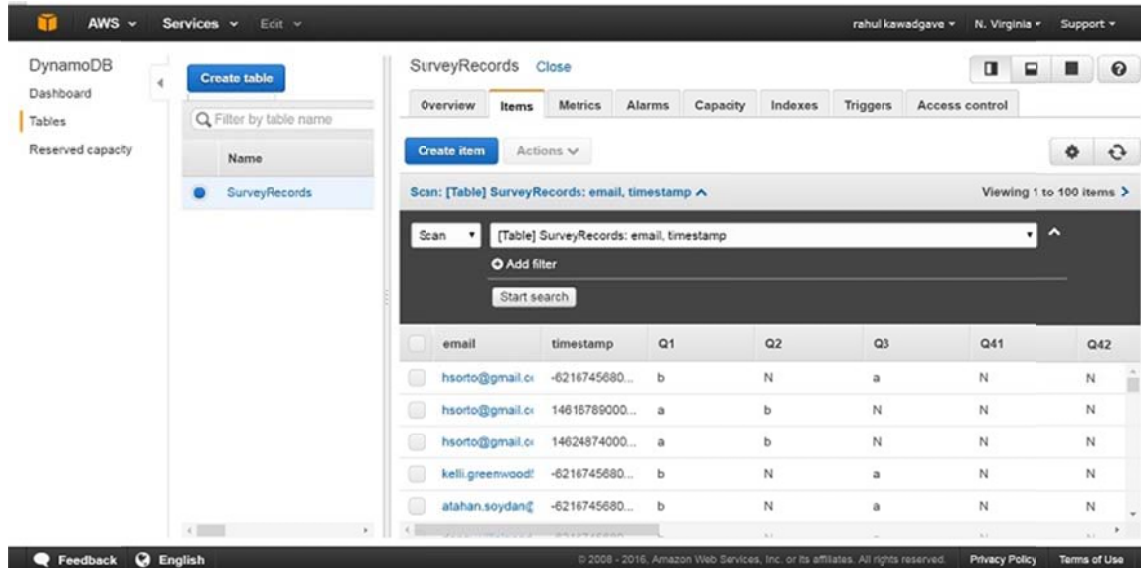 AWS Services Edit rahul kawadgave N. Virginia Support
DynamoDB
Dashboard
Tables
Reserved capacity
Create table
Filter by table name
Name
SurveyRecords
SurveyRecords Close
Overview Items Metrics Alarms Capacity Indexes Triggers Access control
Create item Actions
Scan: [Table] SurveyRecords: email, timestamp Viewing 1 to 100 items
Scan [Table] SurveyRecords: email, timestamp
Add filter
Start search
email timestamp Q1 Q2 Q3 Q41 Q42
hsorto@gmail.c -6216745680... b N a N N
hsorto@gmail.c 14618789000... a b N N N
hsorto@gmail.c 14624874000... a b N N N
kelli.greenwood -6216745680... b N a N N
atahan.soydan@ -6216745680... b N a N N
Feedback English © 2008 - 2016, Amazon Web Services, Inc. or its affiliates. All rights reserved. Privacy Policy Terms of Use